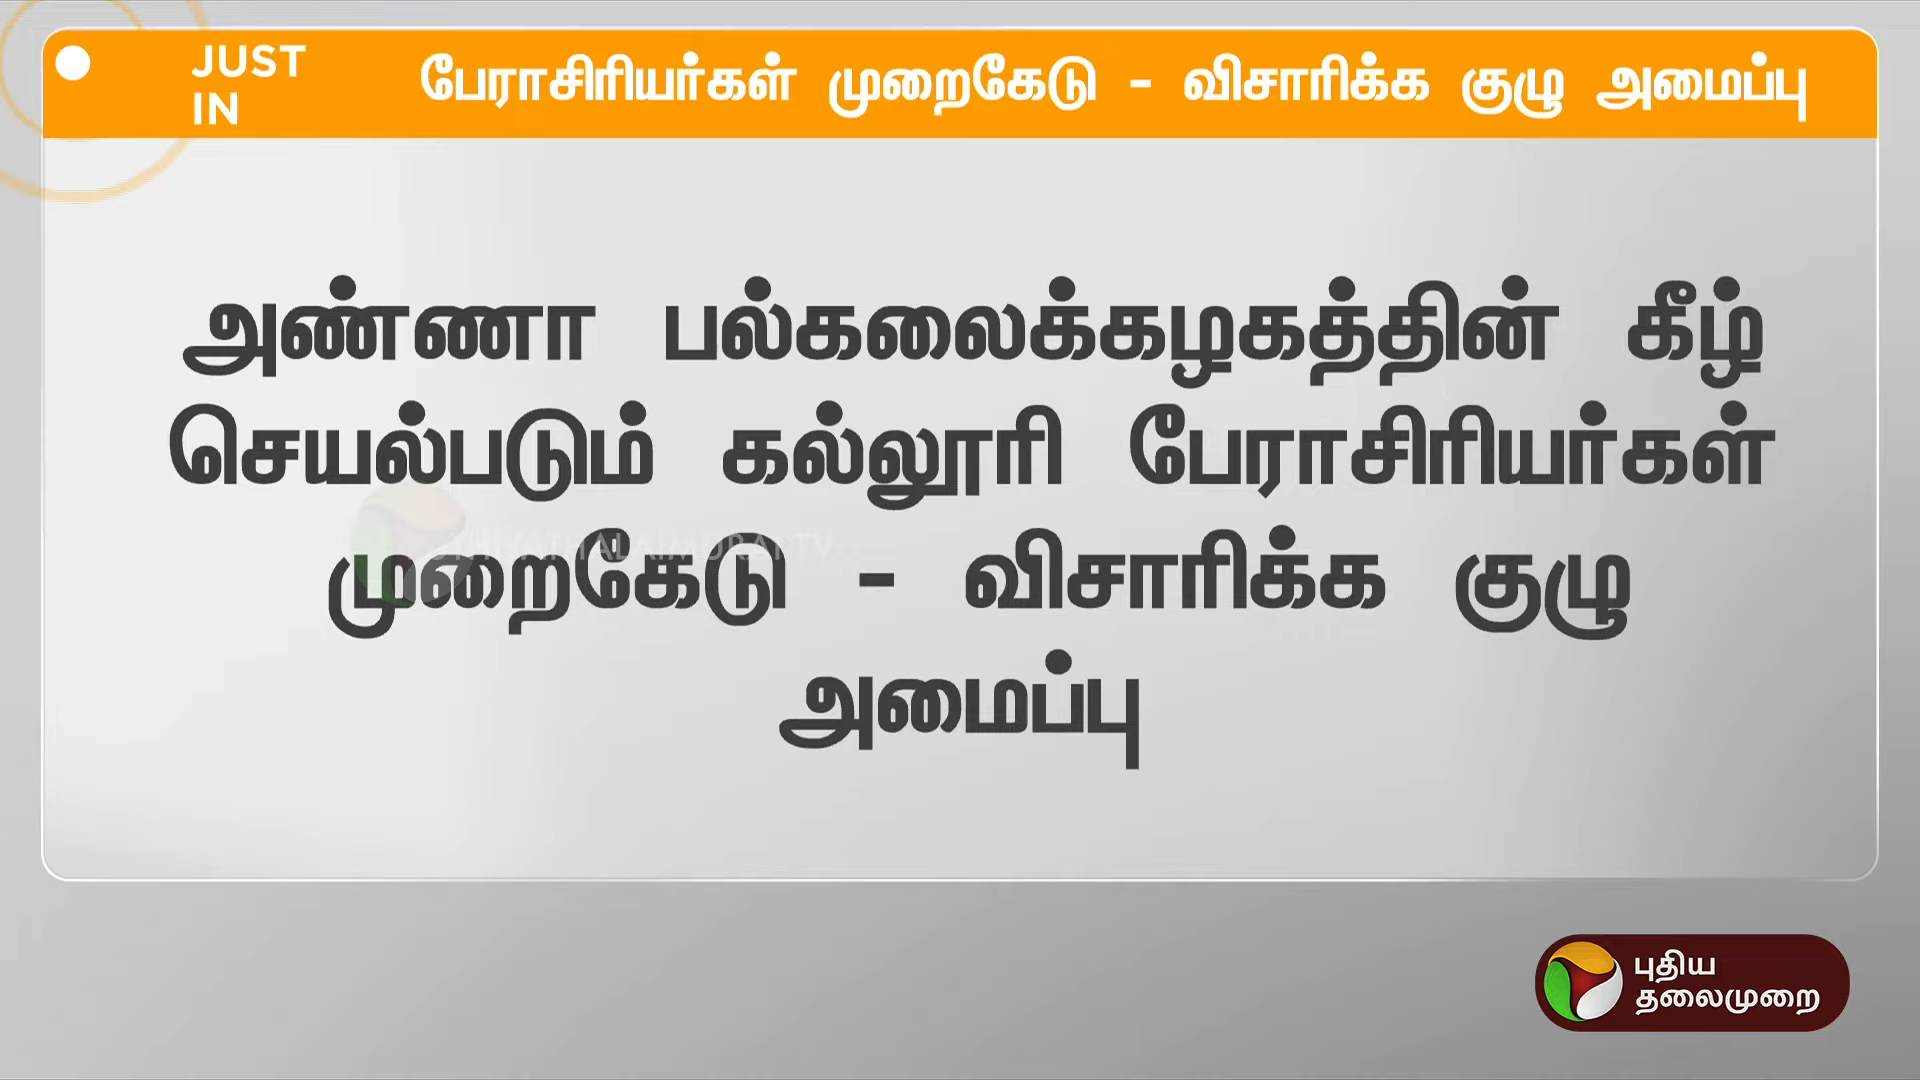 JUST
IN
பேராசிரியர்கள் முறைகேடு - விசாரிக்க குழு அமைப்பு
அண்ணா பல்கலைக்கழகத்தின் கீழ்
செயல்படும் கல்லூரி பேராசிரியர்கள்
முறைகேடு - விசாரிக்க குழு
அமைப்பு
புதிய
தலைமுறை